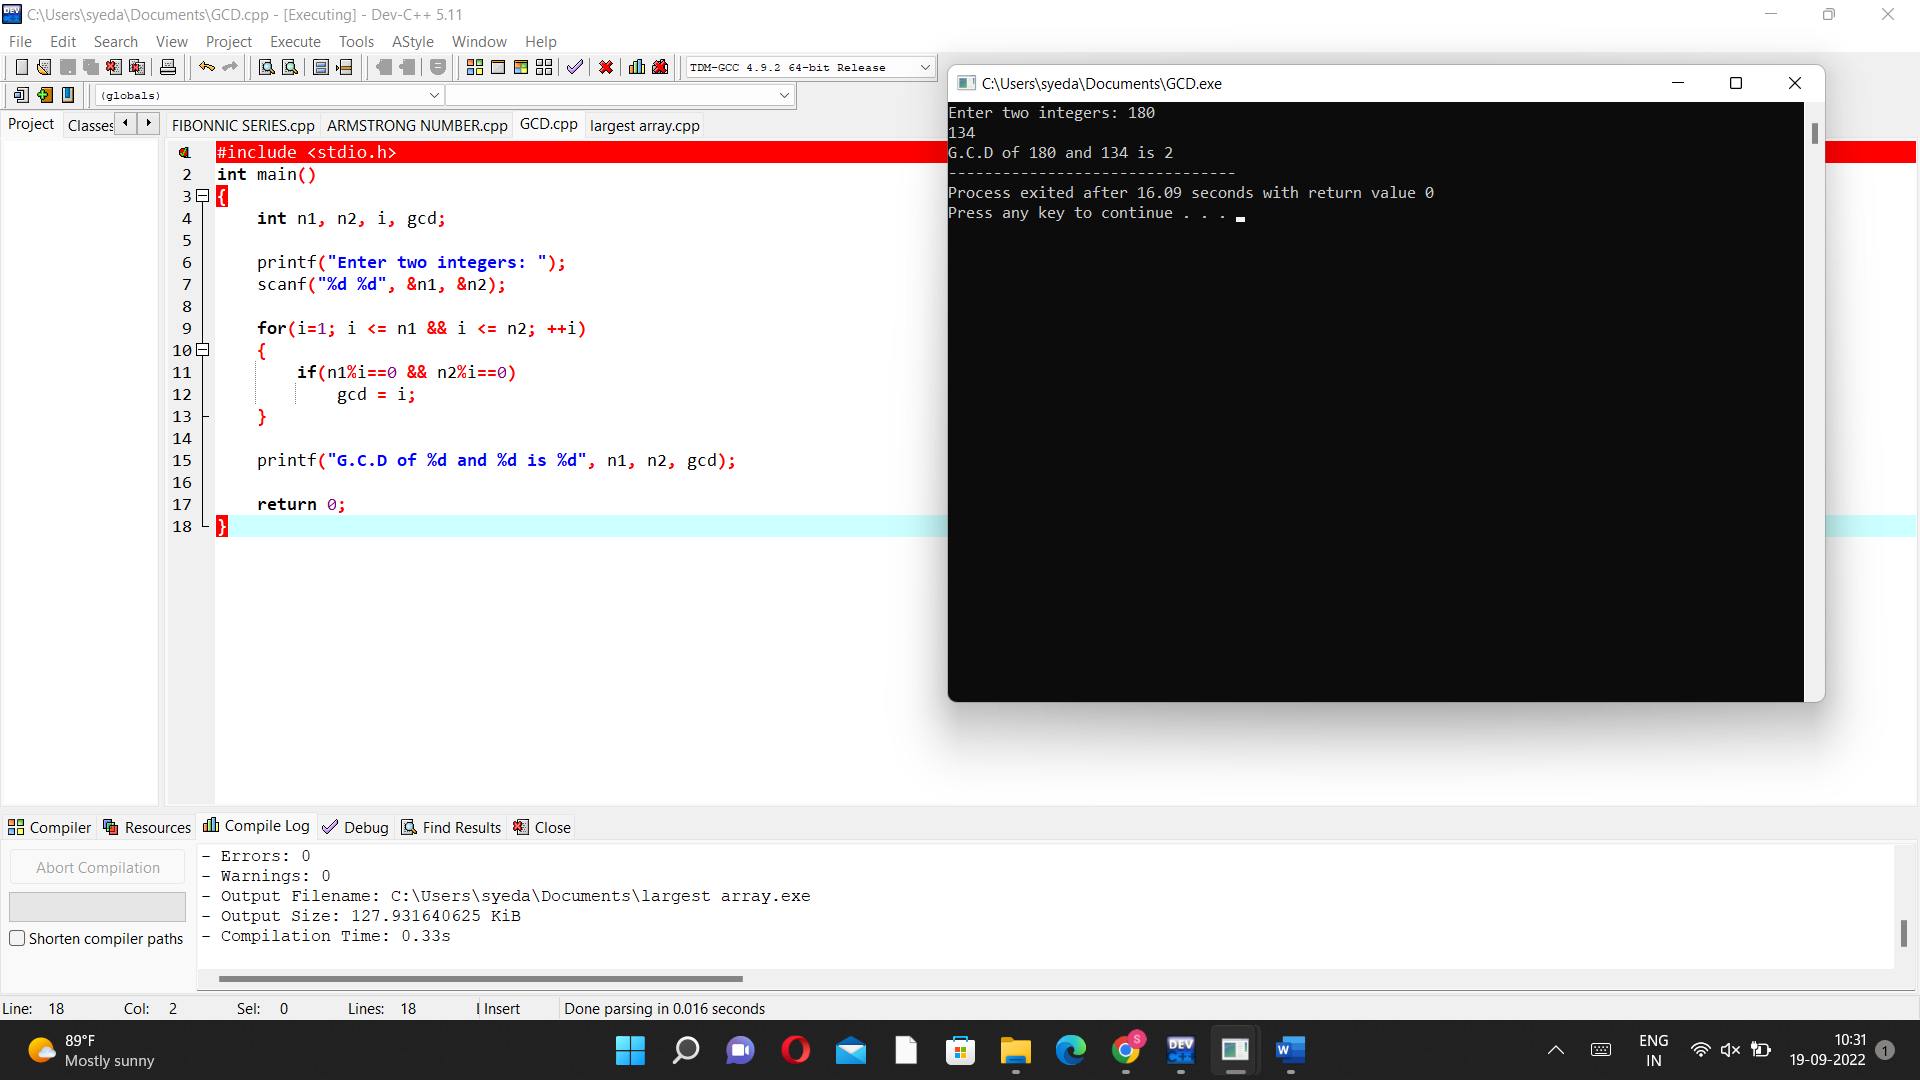 C:\Users\syeda\Documents\GCD.cpp - [Executing] - Dev-C++ 5.11
File Edit Search View Project Execute Tools AStyle Window Help
TDM-GCC 4.9.2 64-bit Release
(globals)
Project Classes FIBONNIC SERIES.cpp ARMSTRONG NUMBER.cpp GCD.cpp largest array.cpp
1 #include <stdio.h>
2 int main()
3 {
4 int n1, n2, i, gcd;
5
6 printf("Enter two integers: ");
7 scanf("%d %d", &n1, &n2);
8
9 for(i=1; i <= n1 && i <= n2; ++i)
10 {
11 if(n1%i==0 && n2%i==0)
12 gcd = i;
13 }
14
15 printf("G.C.D of %d and %d is %d", n1, n2, gcd);
16
17 return 0;
18 }
C:\Users\syeda\Documents\GCD.exe
Enter two integers: 180
134
G.C.D of 180 and 134 is 2
--------------------------------
Process exited after 16.09 seconds with return value 0
Press any key to continue . . .
Compiler Resources Compile Log Debug Find Results Close
Abort Compilation
Shorten compiler paths
- Errors: 0
- Warnings: 0
- Output Filename: C:\Users\syeda\Documents\largest array.exe
- Output Size: 127.931640625 KiB
- Compilation Time: 0.33s
Line: 18 Col: 2 Sel: 0 Lines: 18 Insert Done parsing in 0.016 seconds
89°F
Mostly sunny
S
DEV
C++
W
ENG
IN
10:31
19-09-2022
1